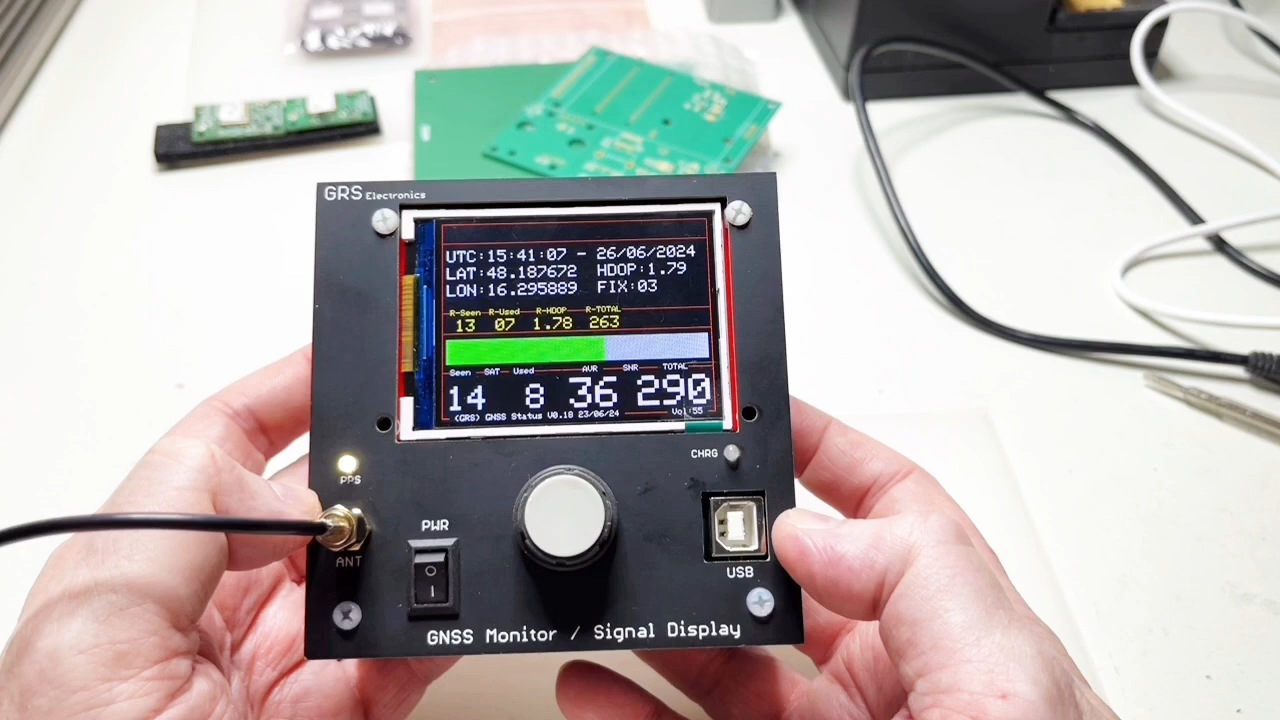 GRS Electronics
UTC:15:41:07 - 26/06/2024
LAT:48.187672 HDOP:1.79
LON:16.295889 FIX:03
R-Seen R-Used R-HDOP R-TOTAL
13 07 1.78 263
Seen SAT Used AVR SNR TOTAL
14 8 36 290
(GRS) GNSS Status V0.18 23/06/24 Vol:55
CHRG
PPS
PWR
ANT
USB
GNSS Monitor / Signal Display